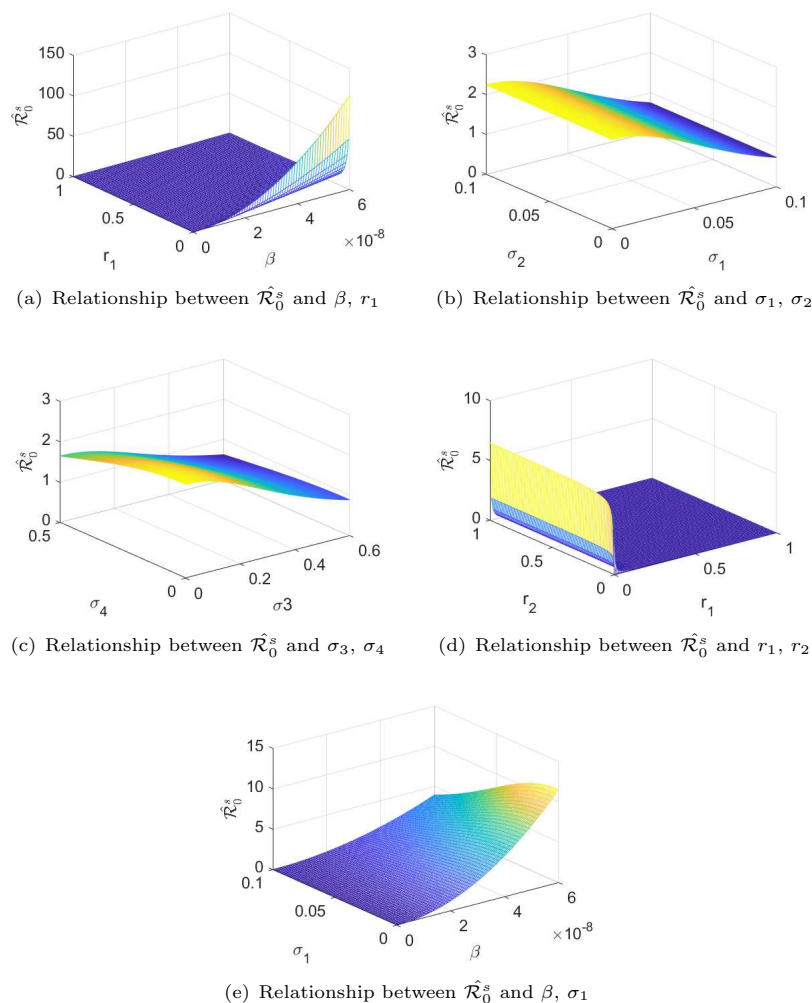 150
100
50
0
1
0.5
0
0
2
4
6
×10⁻⁸
R̂₀ˢ
r₁
β
(a) Relationship between R̂₀ˢ and β, r₁
3
2
1
0
0.1
0.05
0
0
0.05
0.1
R̂₀ˢ
σ₂
σ₁
(b) Relationship between R̂₀ˢ and σ₁, σ₂
3
2
1
0
0.5
0
0
0.2
0.4
0.6
R̂₀ˢ
σ₄
σ3
(c) Relationship between R̂₀ˢ and σ₃, σ₄
10
5
0
1
0.5
0
0
0.5
1
R̂₀ˢ
r₂
r₁
(d) Relationship between R̂₀ˢ and r₁, r₂
15
10
5
0
0.1
0.05
0
0
2
4
6
×10⁻⁸
R̂₀ˢ
σ₁
β
(e) Relationship between R̂₀ˢ and β, σ₁